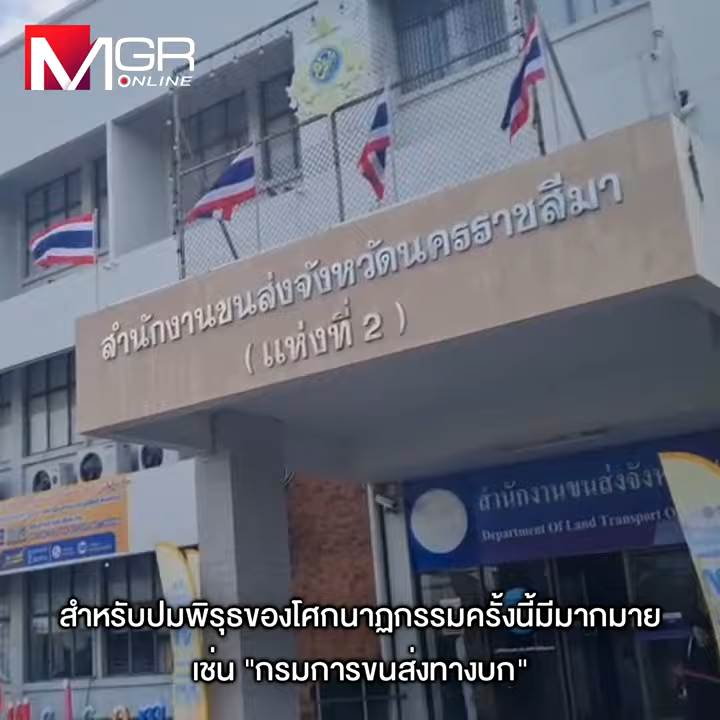 MGR
ONLINE
สำนักงานขนส่งจังหวัดนครราชสีมา
( แห่งที่ 2 )
สำนักงานขนส่งจังห
Department Of Land Transport O
สำหรับปมพิรุธของโศกนาฏกรรมครั้งนี้มีมากมาย
เช่น "กรมการขนส่งทางบก"